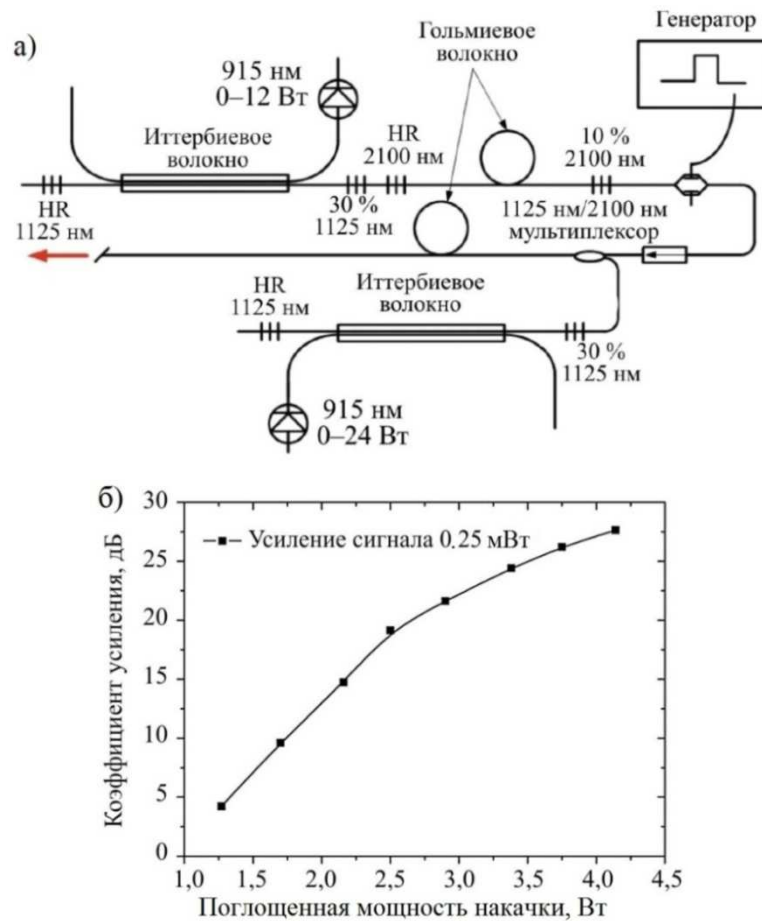 а)
Генератор
Гольмиевое
волокно
915 нм
0–12 Вт
Иттербиевое
волокно
HR
2100 нм
10 %
2100 нм
HR
1125 нм
30 %
1125 нм
1125 нм/2100 нм
мультиплексор
HR
1125 нм
Иттербиевое
волокно
30 %
1125 нм
915 нм
0–24 Вт
б)
Коэффициент усиления, дБ
30
25
20
15
10
5
0
Усиление сигнала 0.25 мВт
1,0 1,5 2,0 2,5 3,0 3,5 4,0 4,5
Поглощенная мощность накачки, Вт